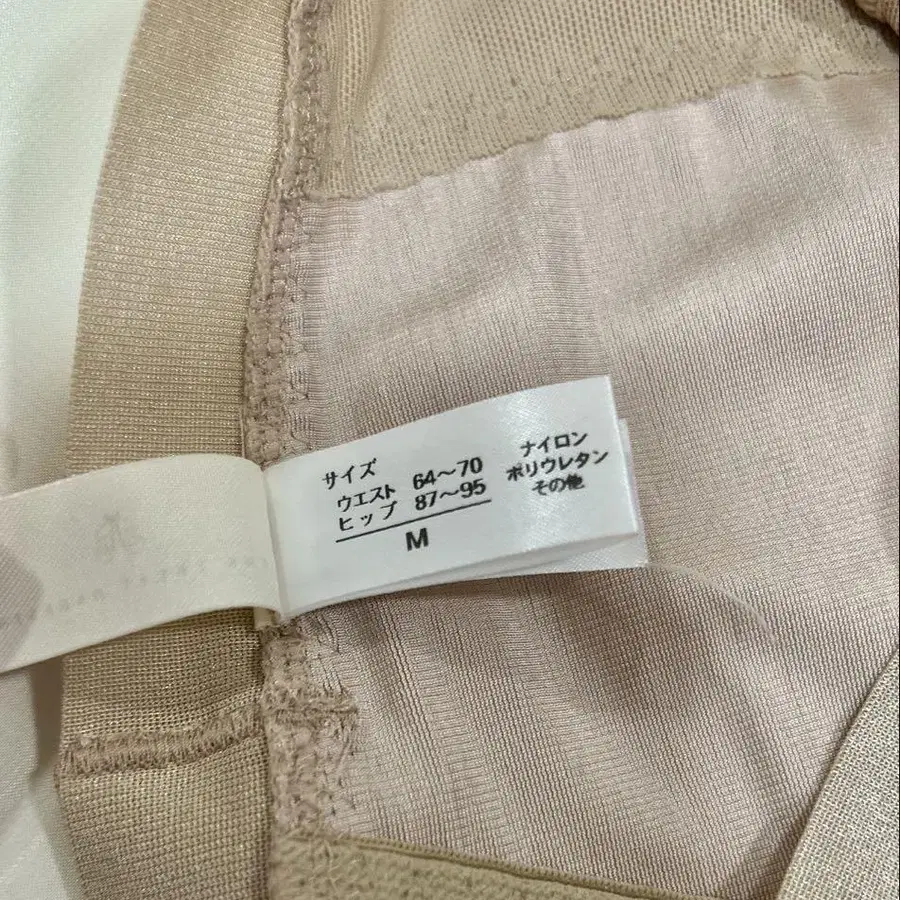 サイズ
ウエスト 64〜70
ヒップ 87〜95
M
ナイロン
ポリウレタン
その他